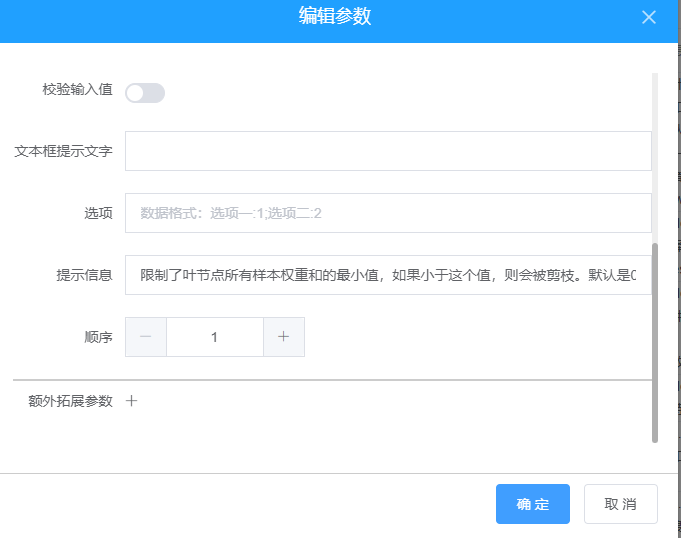 编辑参数
校验输入值
文本框提示文字
选项 数据格式：选项一:1;选项二:2
提示信息 限制了叶节点所有样本权重和的最小值，如果小于这个值，则会被剪枝。默认是0
顺序 1
额外拓展参数
确定 取消